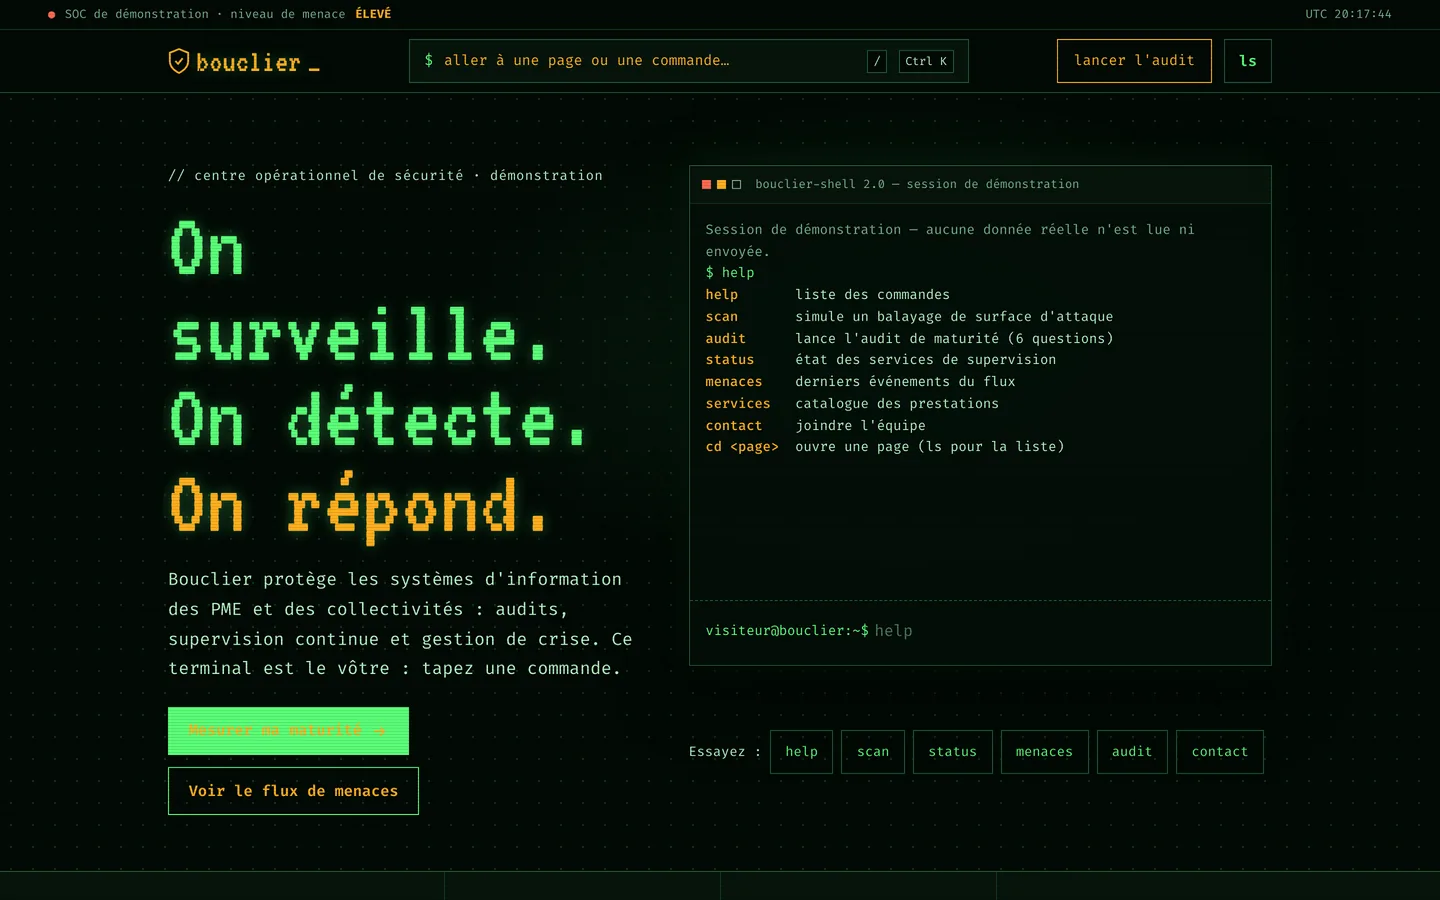 SOC de démonstration · niveau de menace ÉLEVÉ
UTC 20:17:44
bouclier _
$ aller à une page ou une commande…
/
Ctrl K
lancer l'audit
ls
// centre opérationnel de sécurité · démonstration
On
surveille.
On détecte.
On répond.
Bouclier protège les systèmes d'information
des PME et des collectivités : audits,
supervision continue et gestion de crise. Ce
terminal est le vôtre : tapez une commande.
Mesurer ma maturité →
Voir le flux de menaces
bouclier-shell 2.0 — session de démonstration
Session de démonstration — aucune donnée réelle n'est lue ni
envoyée.
$ help
help liste des commandes
scan simule un balayage de surface d'attaque
audit lance l'audit de maturité (6 questions)
status état des services de supervision
menaces derniers événements du flux
services catalogue des prestations
contact joindre l'équipe
cd <page> ouvre une page (ls pour la liste)
visiteur@bouclier:~$ help
Essayez : help scan status menaces audit contact